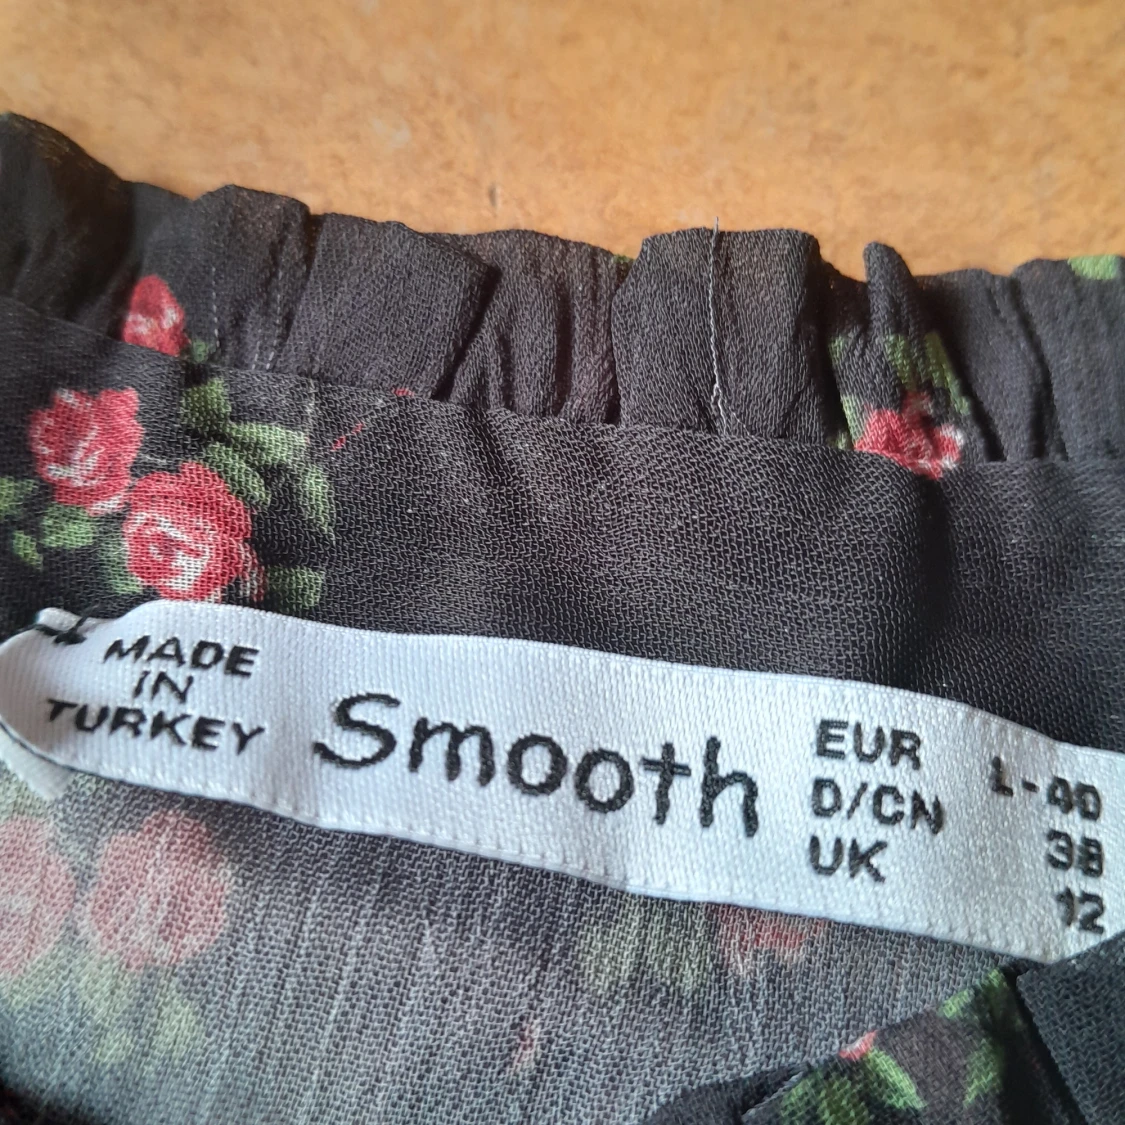 MADE
IN
TURKEY
Smooth
EUR L-40
D/CN 38
UK 12